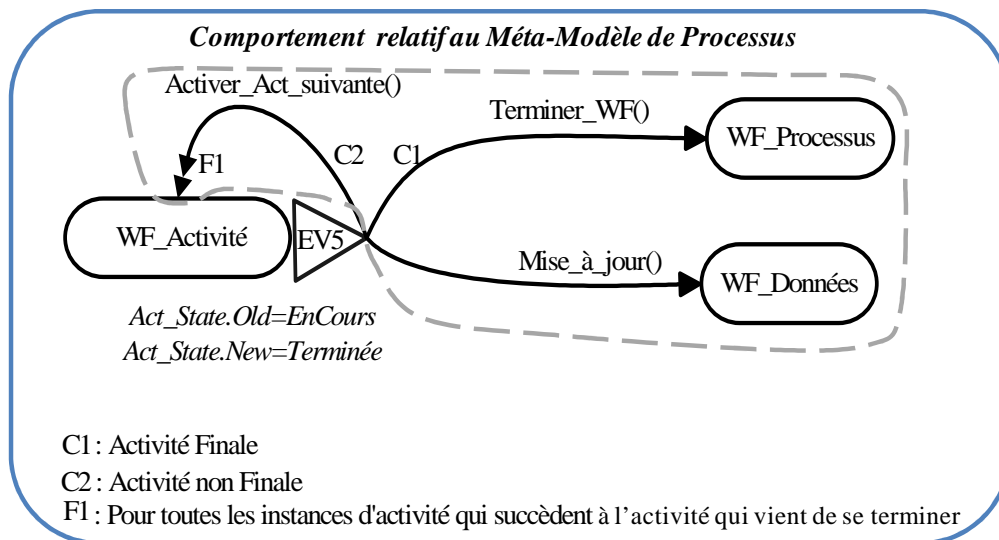 Comportement relatif au Méta-Modèle de Processus
Activer_Act_suivante()
Terminer_WF()
WF_Processus
F1
C2
C1
WF_Activité
EV5
Mise_à_jour()
WF_Données
Act_State.Old=EnCours
Act_State.New=Terminée
C1 : Activité Finale
C2 : Activité non Finale
F1 : Pour toutes les instances d'activité qui succèdent à l’activité qui vient de se terminer